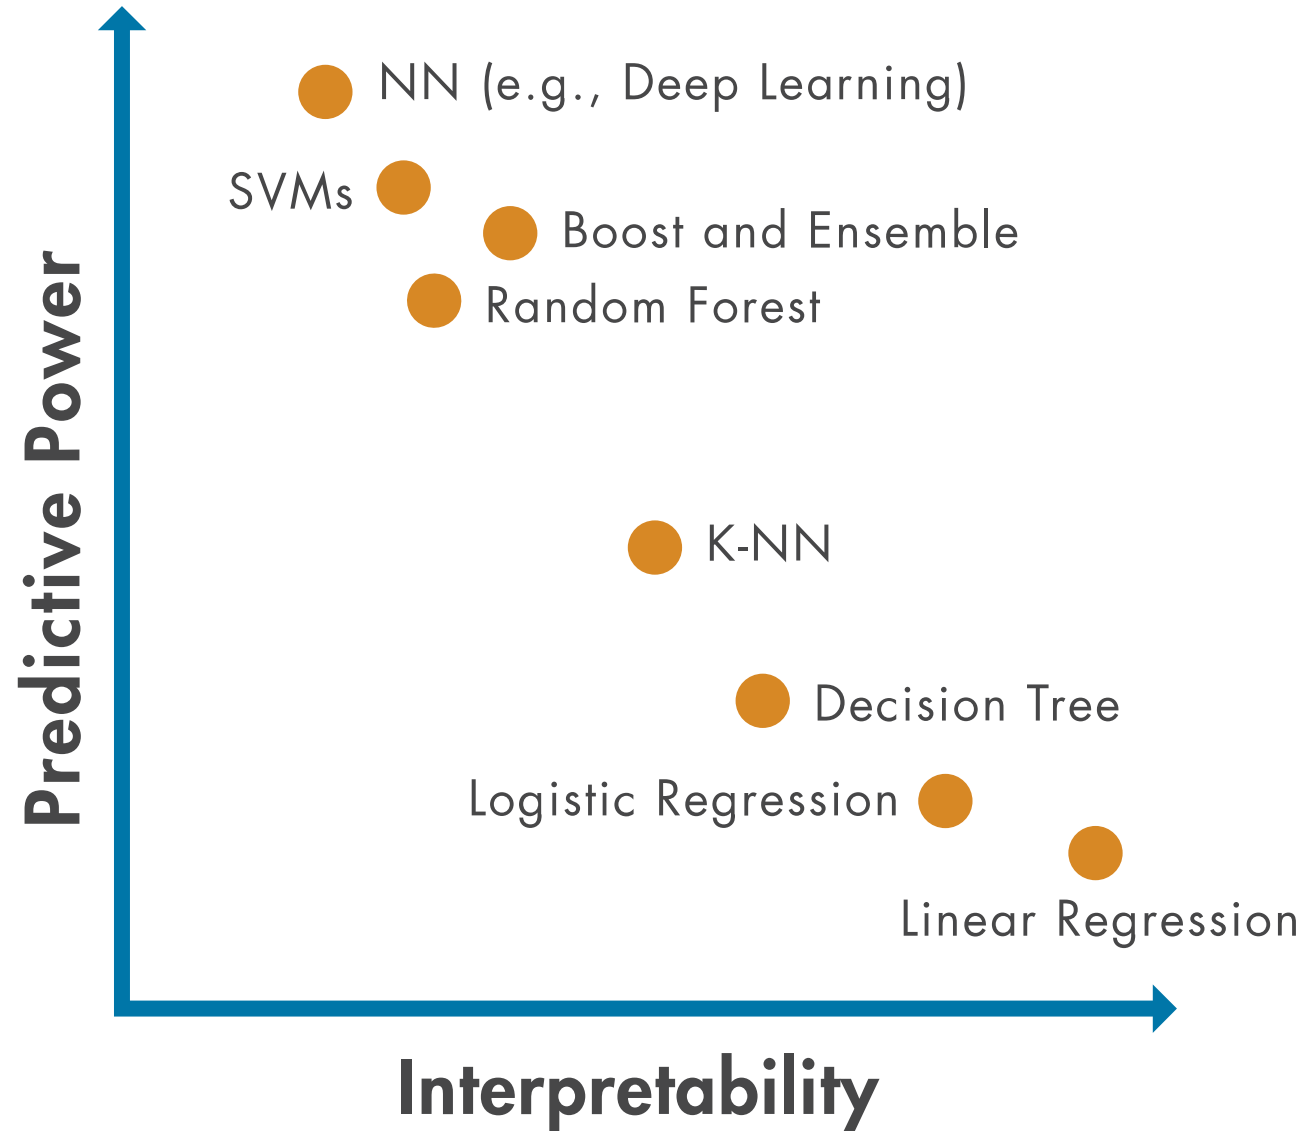 Predictive Power
NN (e.g., Deep Learning)
SVMs
Boost and Ensemble
Random Forest
K-NN
Decision Tree
Logistic Regression
Linear Regression
Interpretability